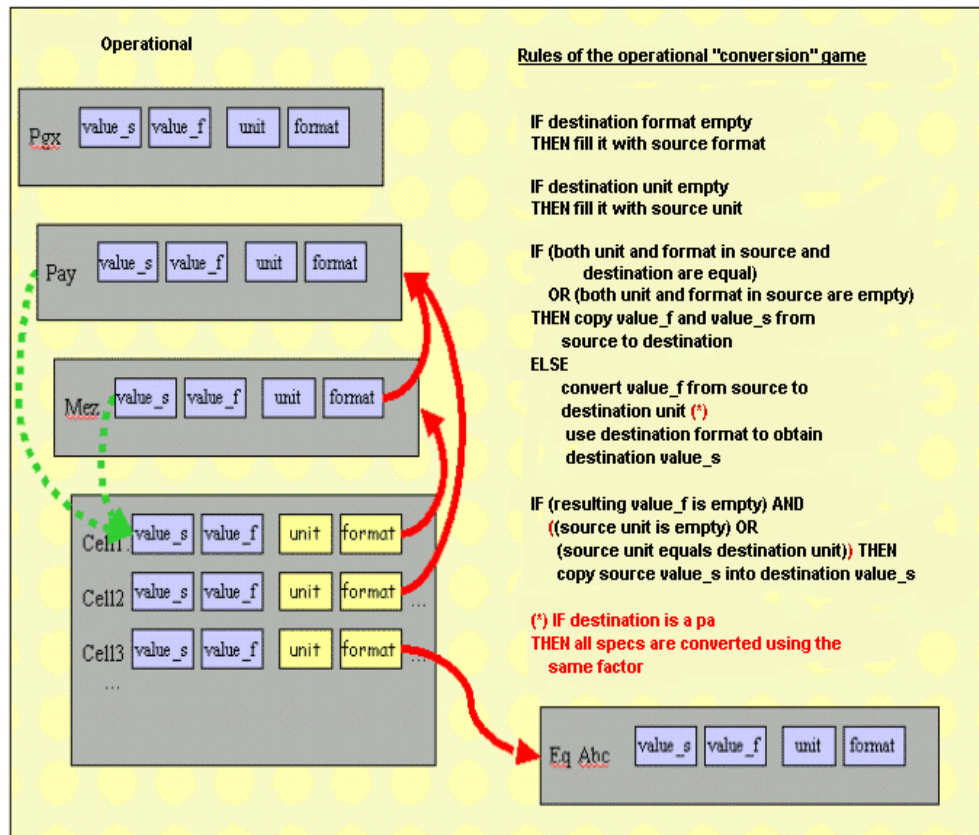 Operational
Rules of the operational "conversion" game
Pgx value_s value_f unit format
IF destination format empty
THEN fill it with source format
IF destination unit empty
THEN fill it with source unit
Pay value_s value_f unit format
IF (both unit and format in source and
destination are equal)
OR (both unit and format in source are empty)
THEN copy value_f and value_s from
source to destination
ELSE
convert value_f from source to
destination unit (*)
use destination format to obtain
destination value_s
Mez value_s value_f unit format
IF (resulting value_f is empty) AND
((source unit is empty) OR
(source unit equals destination unit)) THEN
copy source value_s into destination value_s
Cell1 value_s value_f unit format
Cell2 value_s value_f unit format ...
Cell3 value_s value_f unit format ...
...
(*) IF destination is a pa
THEN all specs are converted using the
same factor
Eq Abc value_s value_f unit format